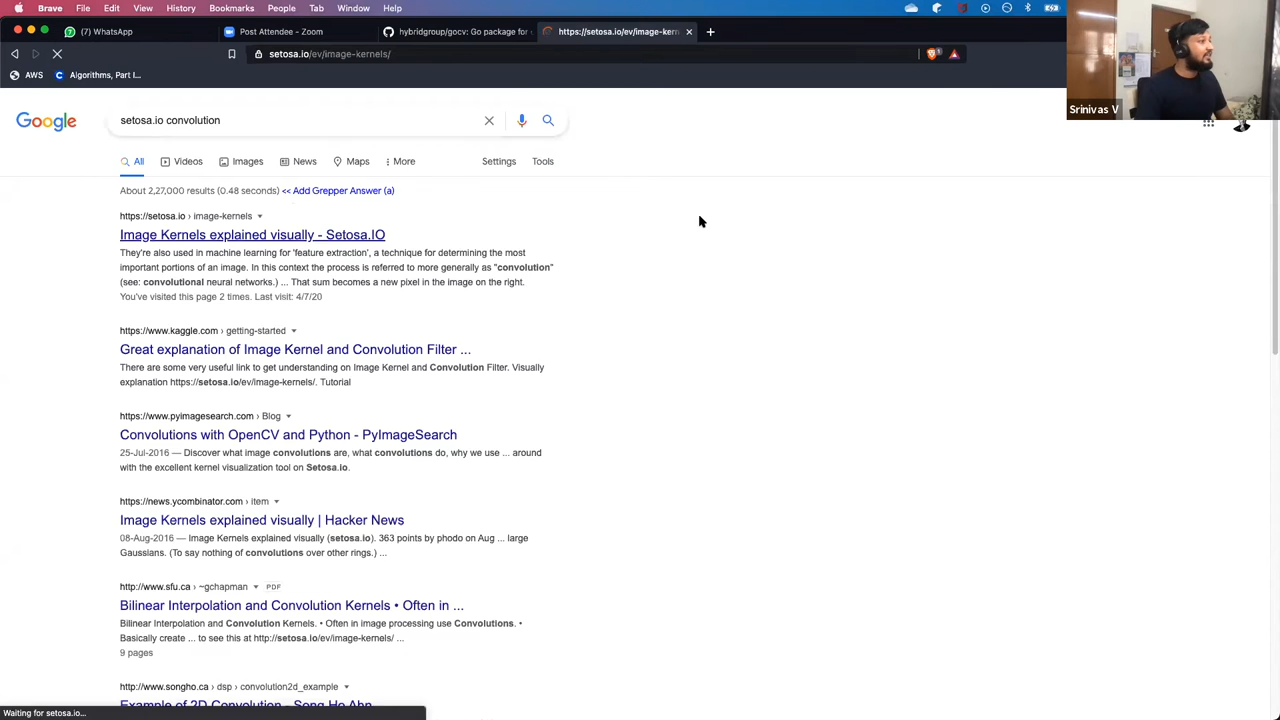 Brave Browser File Edit View History Bookmarks People Tab Window Help
(7) WhatsApp
Post Attendee - Zoom
hybridgroup/gocv: Go package for
https://setosa.io/ev/image-kern
setosa.io/ev/image-kernels/
AWS
Algorithms, Part I...
Srinivas V
Google
setosa.io convolution
All
Videos
Images
News
Maps
More
Settings
Tools
About 2,27,000 results (0.48 seconds) << Add Grepper Answer (a)
https://setosa.io › image-kernels
Image Kernels explained visually - Setosa.IO
They're also used in machine learning for 'feature extraction', a technique for determining the most
important portions of an image. In this context the process is referred to more generally as "convolution"
(see: convolutional neural networks.) ... That sum becomes a new pixel in the image on the right.
You've visited this page 2 times. Last visit: 4/7/20
https://www.kaggle.com › getting-started
Great explanation of Image Kernel and Convolution Filter ...
There are some very useful link to get understanding on Image Kernel and Convolution Filter. Visually
explanation https://setosa.io/ev/image-kernels/. Tutorial
https://www.pyimagesearch.com › Blog
Convolutions with OpenCV and Python - PyImageSearch
25-Jul-2016 — Discover what image convolutions are, what convolutions do, why we use ... around
with the excellent kernel visualization tool on Setosa.io.
https://news.ycombinator.com › item
Image Kernels explained visually | Hacker News
08-Aug-2016 — Image Kernels explained visually (setosa.io). 363 points by phodo on Aug ... large
Gaussians. (To say nothing of convolutions over other rings.) ...
http://www.sfu.ca › ~gchapman
PDF
Bilinear Interpolation and Convolution Kernels • Often in ...
Bilinear Interpolation and Convolution Kernels. • Often in image processing use Convolutions. •
Basically create ... to see this at http://setosa.io/ev/image-kernels/ ...
9 pages
http://www.songho.ca › dsp › convolution2d_example
Example of 2D Convolution - Song Ho Ahn
Waiting for setosa.io...